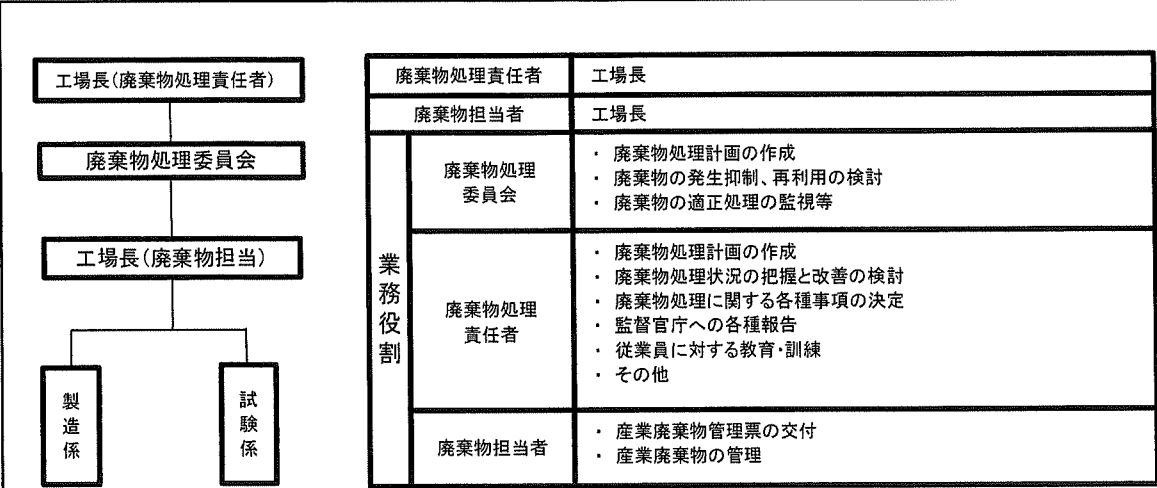 工場長(廃棄物処理責任者)
廃棄物処理委員会
工場長(廃棄物担当)
製造係
試験係
廃棄物処理責任者
工場長
廃棄物担当者
工場長
業務役割
廃棄物処理
委員会
・ 廃棄物処理計画の作成
・ 廃棄物の発生抑制、再利用の検討
・ 廃棄物の適正処理の監視等
廃棄物処理
責任者
・ 廃棄物処理計画の作成
・ 廃棄物処理状況の把握と改善の検討
・ 廃棄物処理に関する各種事項の決定
・ 監督官庁への各種報告
・ 従業員に対する教育・訓練
・ その他
廃棄物担当者
・ 産業廃棄物管理票の交付
・ 産業廃棄物の管理